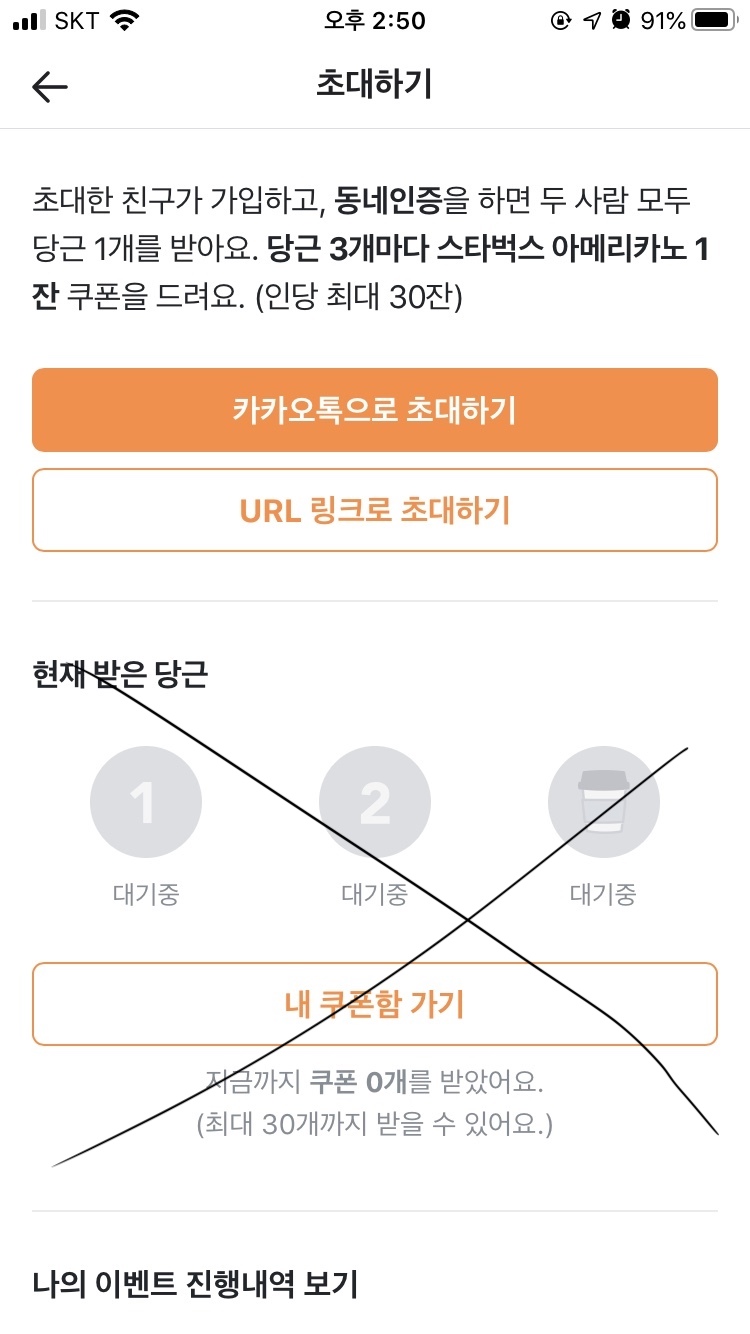 SKT 오후 2:50 91%
초대하기
초대한 친구가 가입하고, 동네인증을 하면 두 사람 모두
당근 1개를 받아요. 당근 3개마다 스타벅스 아메리카노 1
잔 쿠폰을 드려요. (인당 최대 30잔)
카카오톡으로 초대하기
URL 링크로 초대하기
현재 받은 당근
1 2
대기중 대기중 대기중
내 쿠폰함 가기
지금까지 쿠폰 0개를 받았어요.
(최대 30개까지 받을 수 있어요.)
나의 이벤트 진행내역 보기